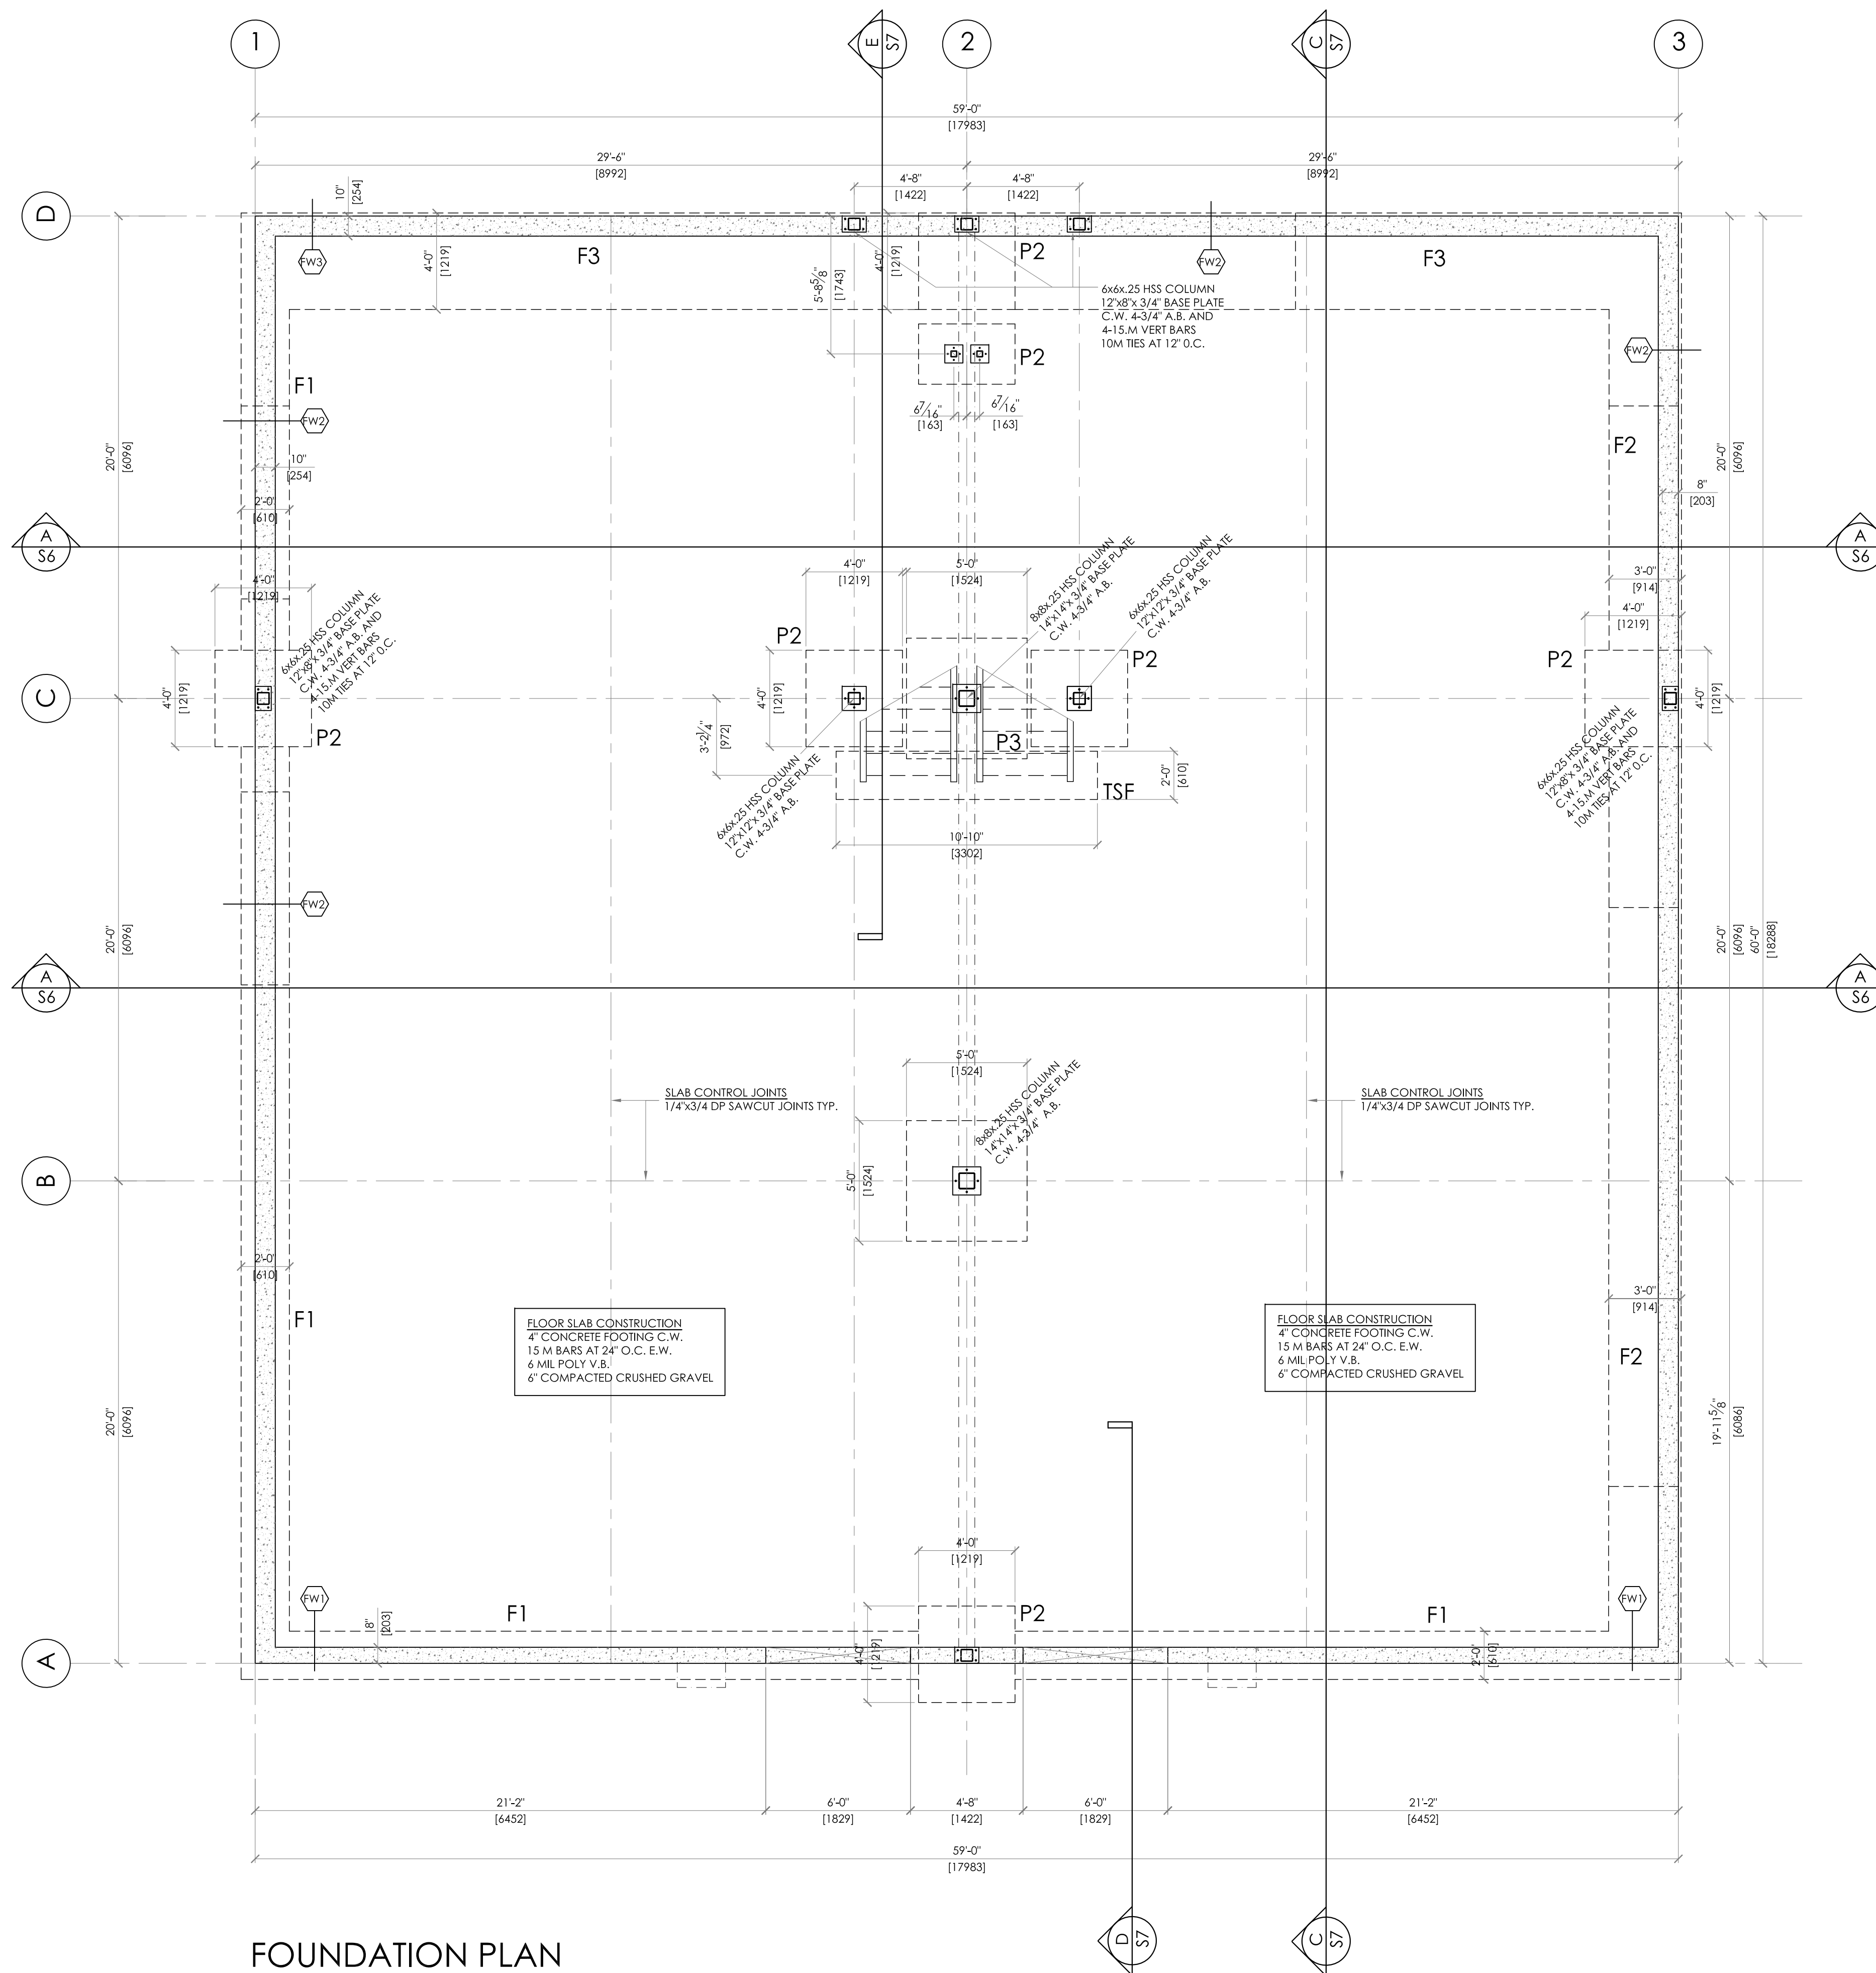 1
E
S7
2
C
S7
3
59'-0"
[17983]
29'-6"
[8992]
29'-6"
[8992]
4'-8"
[1422]
4'-8"
[1422]
10"
[254]
D
FW3
F3
4'-0"
[1219]
5'-8 5/8"
[1743]
4'-0"
[1219]
P2
FW2
F3
6x6x.25 HSS COLUMN
12"x8"x 3/4" BASE PLATE
C.W. 4-3/4" A.B. AND
4-15.M VERT BARS
10M TIES AT 12" 0.C.
P2
FW2
F1
FW2
6 7/16"
[163]
6 7/16"
[163]
20'-0"
[6096]
10"
[254]
F2
20'-0"
[6096]
8"
[203]
2'-0"
[610]
A
S6
A
S6
4'-0"
[1219]
6x6x.25 HSS COLUMN
12"x8"x 3/4" BASE PLATE
C.W. 4-3/4" A.B. AND
4-15.M VERT BARS
10M TIES AT 12" 0.C.
4'-0"
[1219]
5'-0"
[1524]
8x8x.25 HSS COLUMN
14"x14"x 3/4" BASE PLATE
C.W. 4-3/4" A.B.
6x6x.25 HSS COLUMN
12"x12"x 3/4" BASE PLATE
C.W. 4-3/4" A.B.
3'-0"
[914]
4'-0"
[1219]
P2
P2
P2
C
4'-0"
[1219]
P2
3'-2 1/4"
[972]
4'-0"
[1219]
P3
4'-0"
[1219]
6x6x.25 HSS COLUMN
12"x12"x 3/4" BASE PLATE
C.W. 4-3/4" A.B.
2'-0"
[610]
TSF
10'-10"
[3302]
6x6x.25 HSS COLUMN
12"x8"x 3/4" BASE PLATE
C.W. 4-3/4" A.B. AND
4-15.M VERT BARS
10M TIES AT 12" 0.C.
FW2
20'-0"
[6096]
20'-0"
[6096]
60'-0"
[18288]
A
S6
A
S6
SLAB CONTROL JOINTS
1/4"x3/4 DP SAWCUT JOINTS TYP.
5'-0"
[1524]
8x8x.25 HSS COLUMN
14"x14"x 3/4" BASE PLATE
C.W. 4-3/4" A.B.
SLAB CONTROL JOINTS
1/4"x3/4 DP SAWCUT JOINTS TYP.
B
5'-0"
[1524]
2'-0"
[610]
F1
FLOOR SLAB CONSTRUCTION
4" CONCRETE FOOTING C.W.
15 M BARS AT 24" O.C. E.W.
6 MIL POLY V.B.
6" COMPACTED CRUSHED GRAVEL
FLOOR SLAB CONSTRUCTION
4" CONCRETE FOOTING C.W.
15 M BARS AT 24" O.C. E.W.
6 MIL POLY V.B.
6" COMPACTED CRUSHED GRAVEL
3'-0"
[914]
F2
20'-0"
[6096]
19'-11 5/8"
[6086]
4'-0"
[1219]
FW1
8"
[203]
F1
4'-0"
[1219]
P2
F1
2'-0"
[610]
FW1
A
21'-2"
[6452]
6'-0"
[1829]
4'-8"
[1422]
6'-0"
[1829]
21'-2"
[6452]
59'-0"
[17983]
D
S7
C
S7
FOUNDATION PLAN